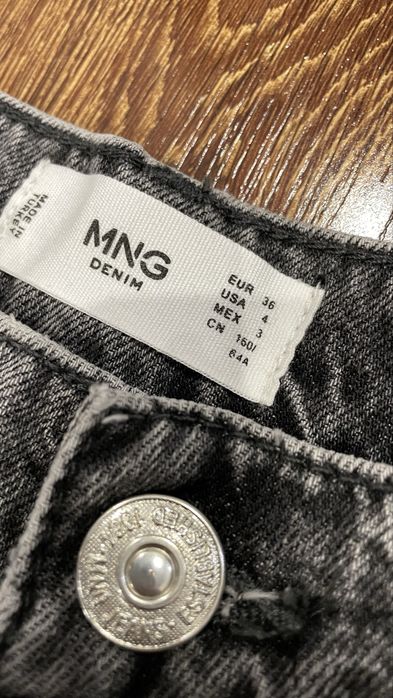 MADE IN
TURKEY
MNG
DENIM
EUR 36
USA 4
MEX 3
CN 160/
64A